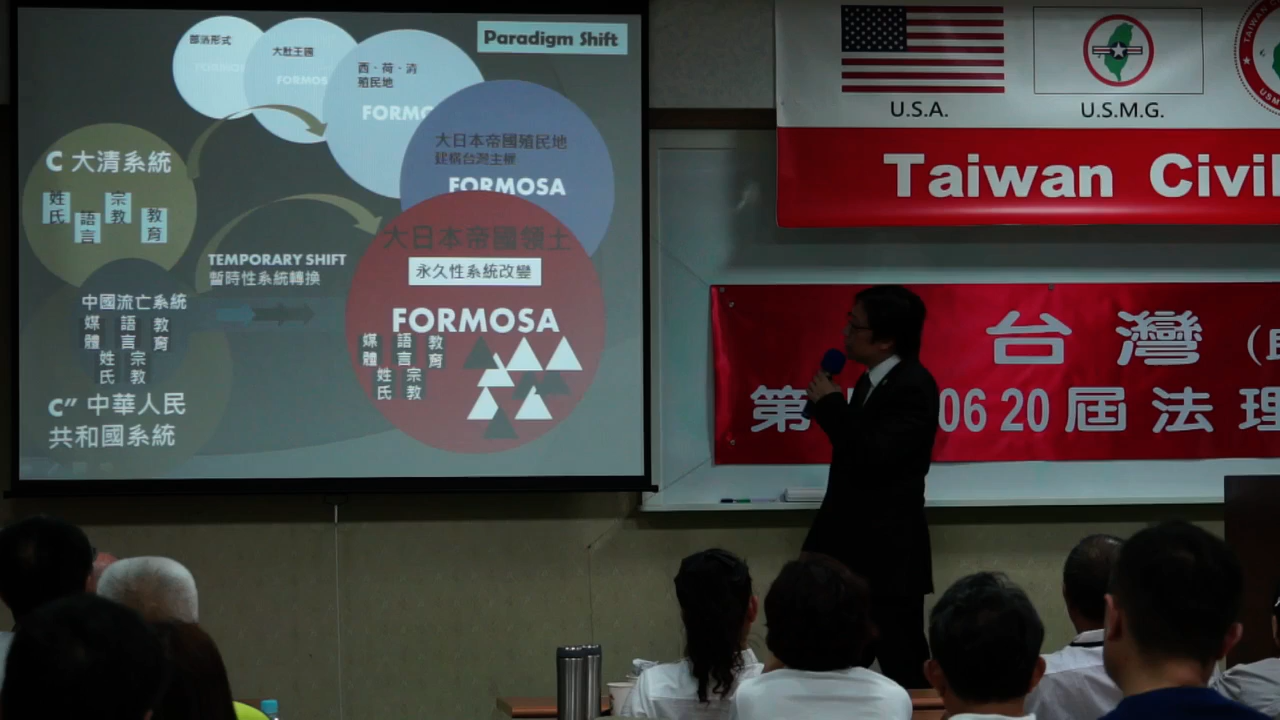 Paradigm Shift
部落形式
FORMOSA
大肚王國
FORMOS
西、荷、清
殖民地
FORMO
大日本帝國殖民地
建構台灣主權
FORMOSA
C 大清系統
姓氏
語言
宗教
教育
TEMPORARY SHIFT
暫時性系統轉換
大日本帝國領土
永久性系統改變
FORMOSA
媒體
語言
教育
姓氏
宗教
中國流亡系統
媒體
語言
教育
姓氏
宗教
C” 中華人民
共和國系統
U.S.A.
U.S.M.G.
Taiwan Civil
台灣
第
06 20 屆法理